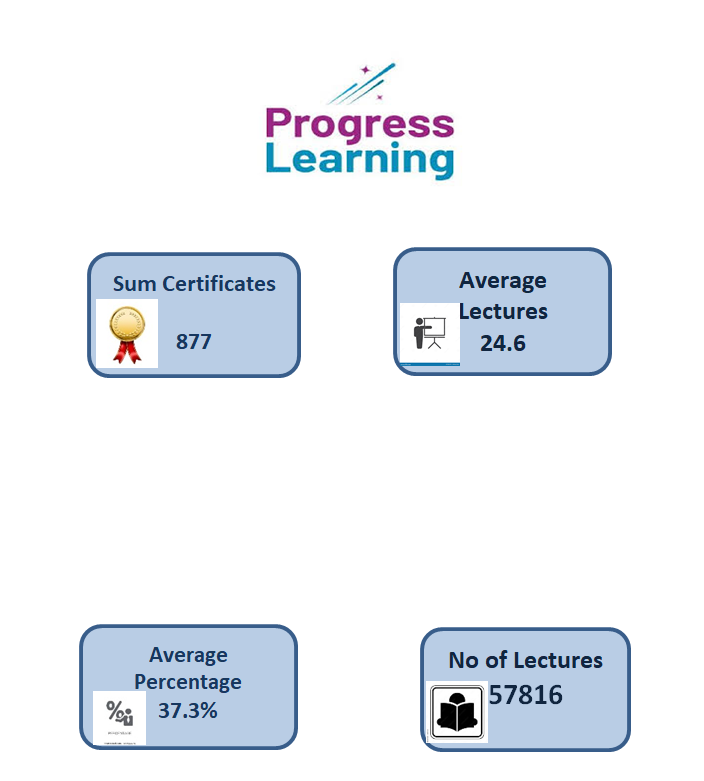 Progress
Learning
Sum Certificates
877
Average
Lectures
24.6
Average
Percentage
37.3%
No of Lectures
57816